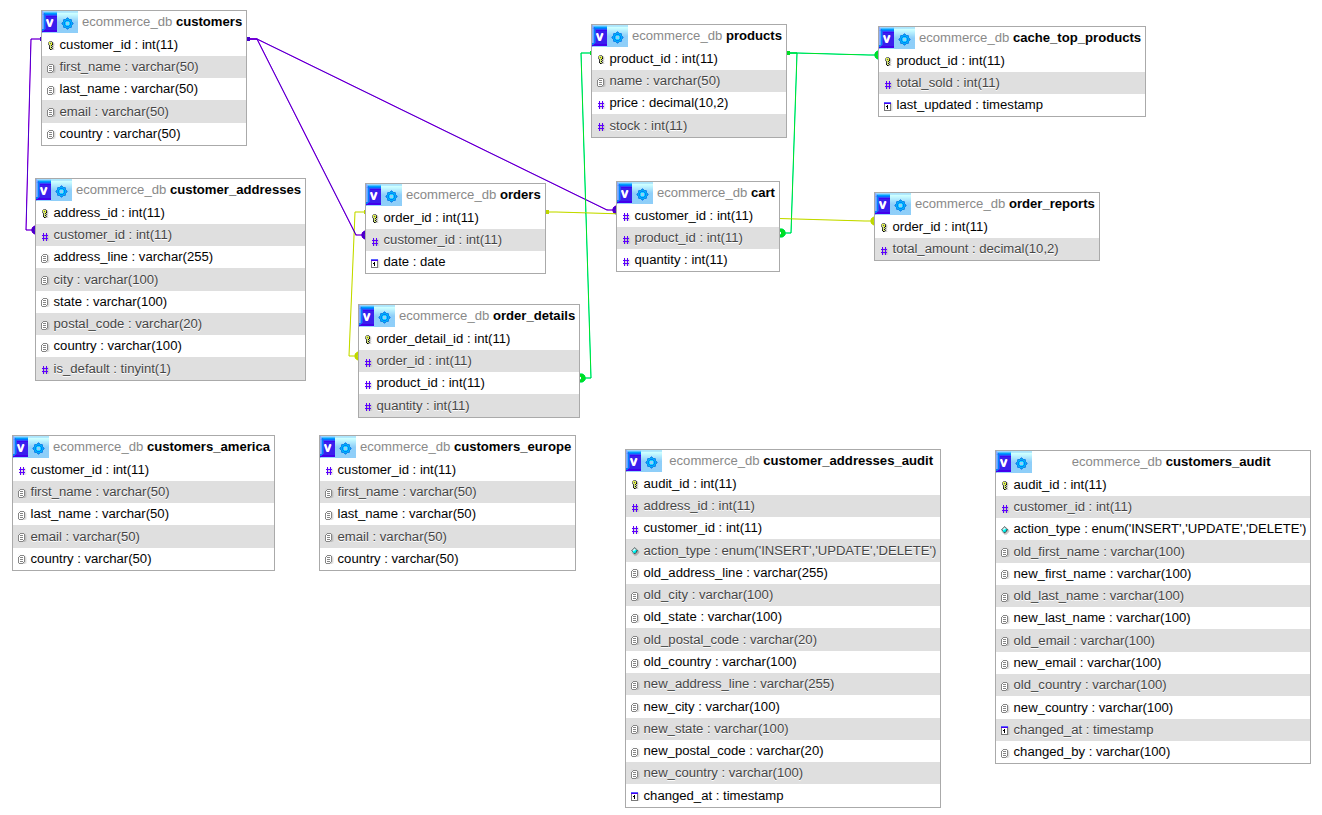 ecommerce_db customers
customer_id : int(11)
first_name : varchar(50)
last_name : varchar(50)
email : varchar(50)
country : varchar(50)
ecommerce_db products
product_id : int(11)
name : varchar(50)
price : decimal(10,2)
stock : int(11)
ecommerce_db cache_top_products
product_id : int(11)
total_sold : int(11)
last_updated : timestamp
ecommerce_db customer_addresses
address_id : int(11)
customer_id : int(11)
address_line : varchar(255)
city : varchar(100)
state : varchar(100)
postal_code : varchar(20)
country : varchar(100)
is_default : tinyint(1)
ecommerce_db orders
order_id : int(11)
customer_id : int(11)
date : date
ecommerce_db cart
customer_id : int(11)
product_id : int(11)
quantity : int(11)
ecommerce_db order_reports
order_id : int(11)
total_amount : decimal(10,2)
ecommerce_db order_details
order_detail_id : int(11)
order_id : int(11)
product_id : int(11)
quantity : int(11)
ecommerce_db customers_america
customer_id : int(11)
first_name : varchar(50)
last_name : varchar(50)
email : varchar(50)
country : varchar(50)
ecommerce_db customers_europe
customer_id : int(11)
first_name : varchar(50)
last_name : varchar(50)
email : varchar(50)
country : varchar(50)
ecommerce_db customer_addresses_audit
audit_id : int(11)
address_id : int(11)
customer_id : int(11)
action_type : enum('INSERT','UPDATE','DELETE')
old_address_line : varchar(255)
old_city : varchar(100)
old_state : varchar(100)
old_postal_code : varchar(20)
old_country : varchar(100)
new_address_line : varchar(255)
new_city : varchar(100)
new_state : varchar(100)
new_postal_code : varchar(20)
new_country : varchar(100)
changed_at : timestamp
ecommerce_db customers_audit
audit_id : int(11)
customer_id : int(11)
action_type : enum('INSERT','UPDATE','DELETE')
old_first_name : varchar(100)
new_first_name : varchar(100)
old_last_name : varchar(100)
new_last_name : varchar(100)
old_email : varchar(100)
new_email : varchar(100)
old_country : varchar(100)
new_country : varchar(100)
changed_at : timestamp
changed_by : varchar(100)